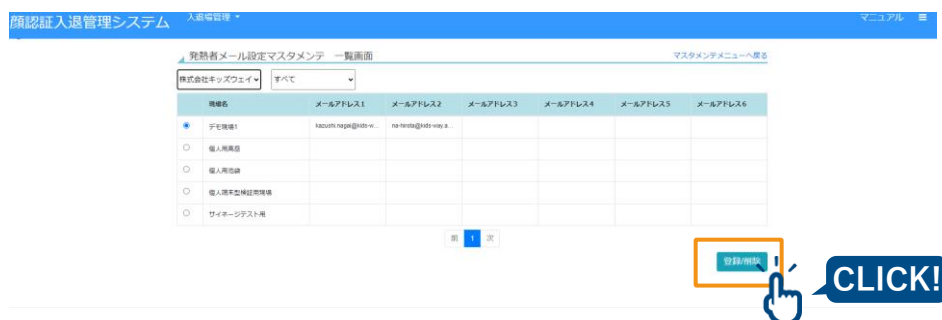 顔認証入退管理システム 入退場管理 マニュアル
発熱者メール設定マスタメンテ 一覧画面 マスタメンテメニューへ戻る
株式会社キッズウェイ すべて
現場名 メールアドレス1 メールアドレス2 メールアドレス3 メールアドレス4 メールアドレス5 メールアドレス6
デモ現場1 kazushi.nagai@kids-w... na-hirota@kids-way.a...
個人用高島
個人用池袋
個人端末型検証用現場
サイネージテスト用
前 1 次
登録/削除
CLICK!